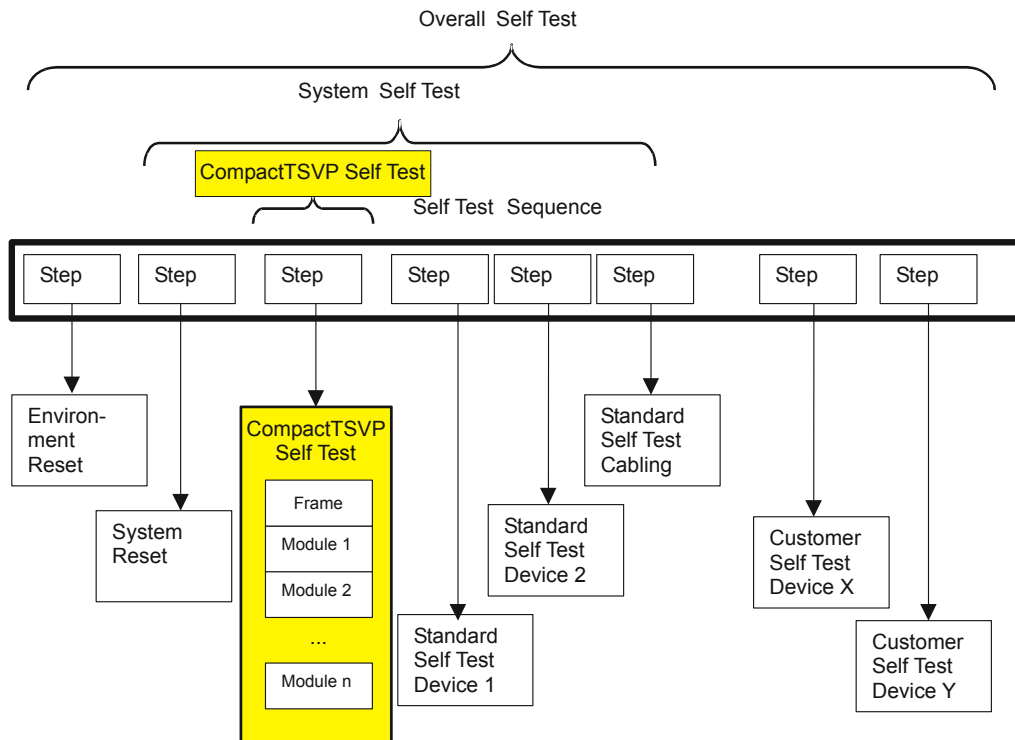 Overall Self Test
System Self Test
CompactTSVP Self Test
Self Test Sequence
Step
Step
Step
Step
Step
Step
Step
Step
Environ-
ment
Reset
System
Reset
CompactTSVP
Self Test
Frame
Module 1
Module 2
...
Module n
Standard
Self Test
Device 1
Standard
Self Test
Device 2
Standard
Self Test
Cabling
Customer
Self Test
Device X
Customer
Self Test
Device Y